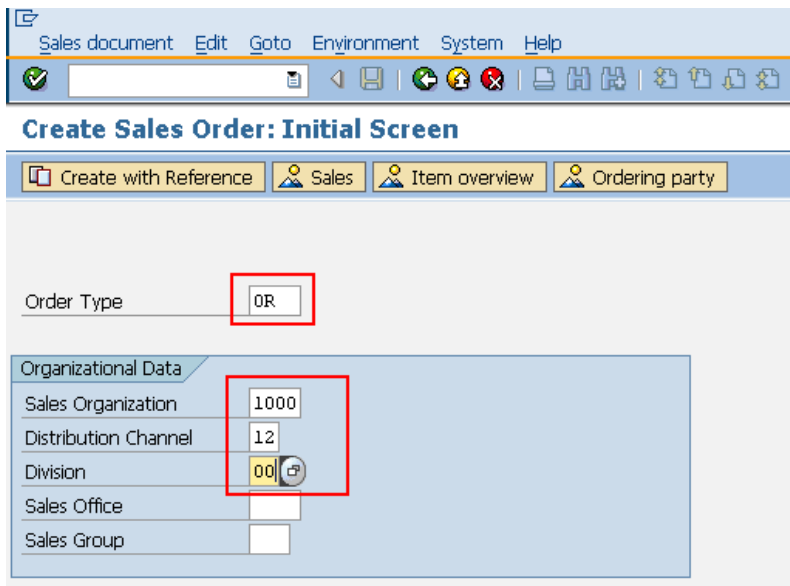 Sales document Edit Goto Environment System Help
Create Sales Order: Initial Screen
Create with Reference Sales Item overview Ordering party
Order Type 0R
Organizational Data
Sales Organization 1000
Distribution Channel 12
Division 00
Sales Office
Sales Group